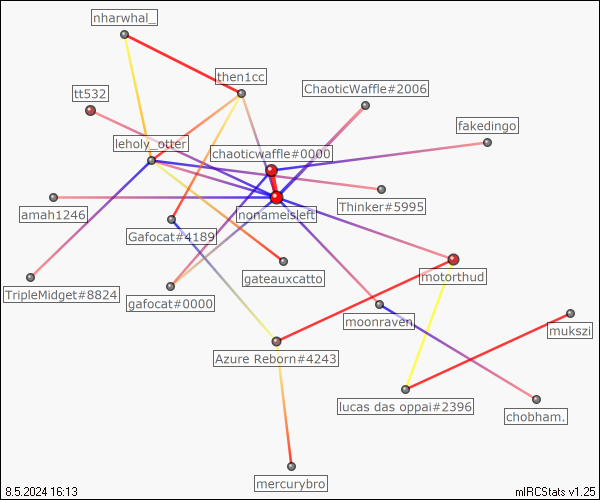 nharwhal_
then1cc
ChaoticWaffle#2006
tt532
fakedingo
leholy_otter
chaoticwaffle#0000
amah1246
Thinker#5995
nonameisleft
Gafocat#4189
motorthud
gateauxcatto
TripleMidget#8824
gafocat#0000
moonraven
mukszi
Azure Reborn#4243
lucas das oppai#2396
chobham.
mercurybro
8.5.2024 16:13
mIRCStats v1.25